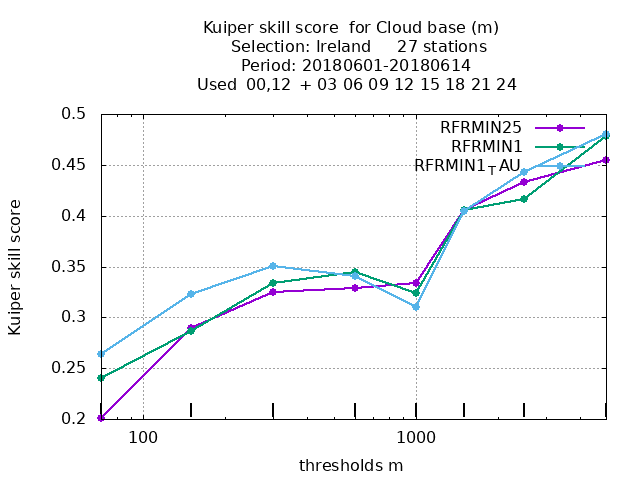 Kuiper skill score  for Cloud base (m)
Selection: Ireland     27 stations
Period: 20180601-20180614
Used  00,12  + 03 06 09 12 15 18 21 24
0.5
0.45
0.4
0.35
0.3
0.25
0.2
Kuiper skill score
RFRMIN25
RFRMIN1
RFRMIN1TAU
100
1000
thresholds m